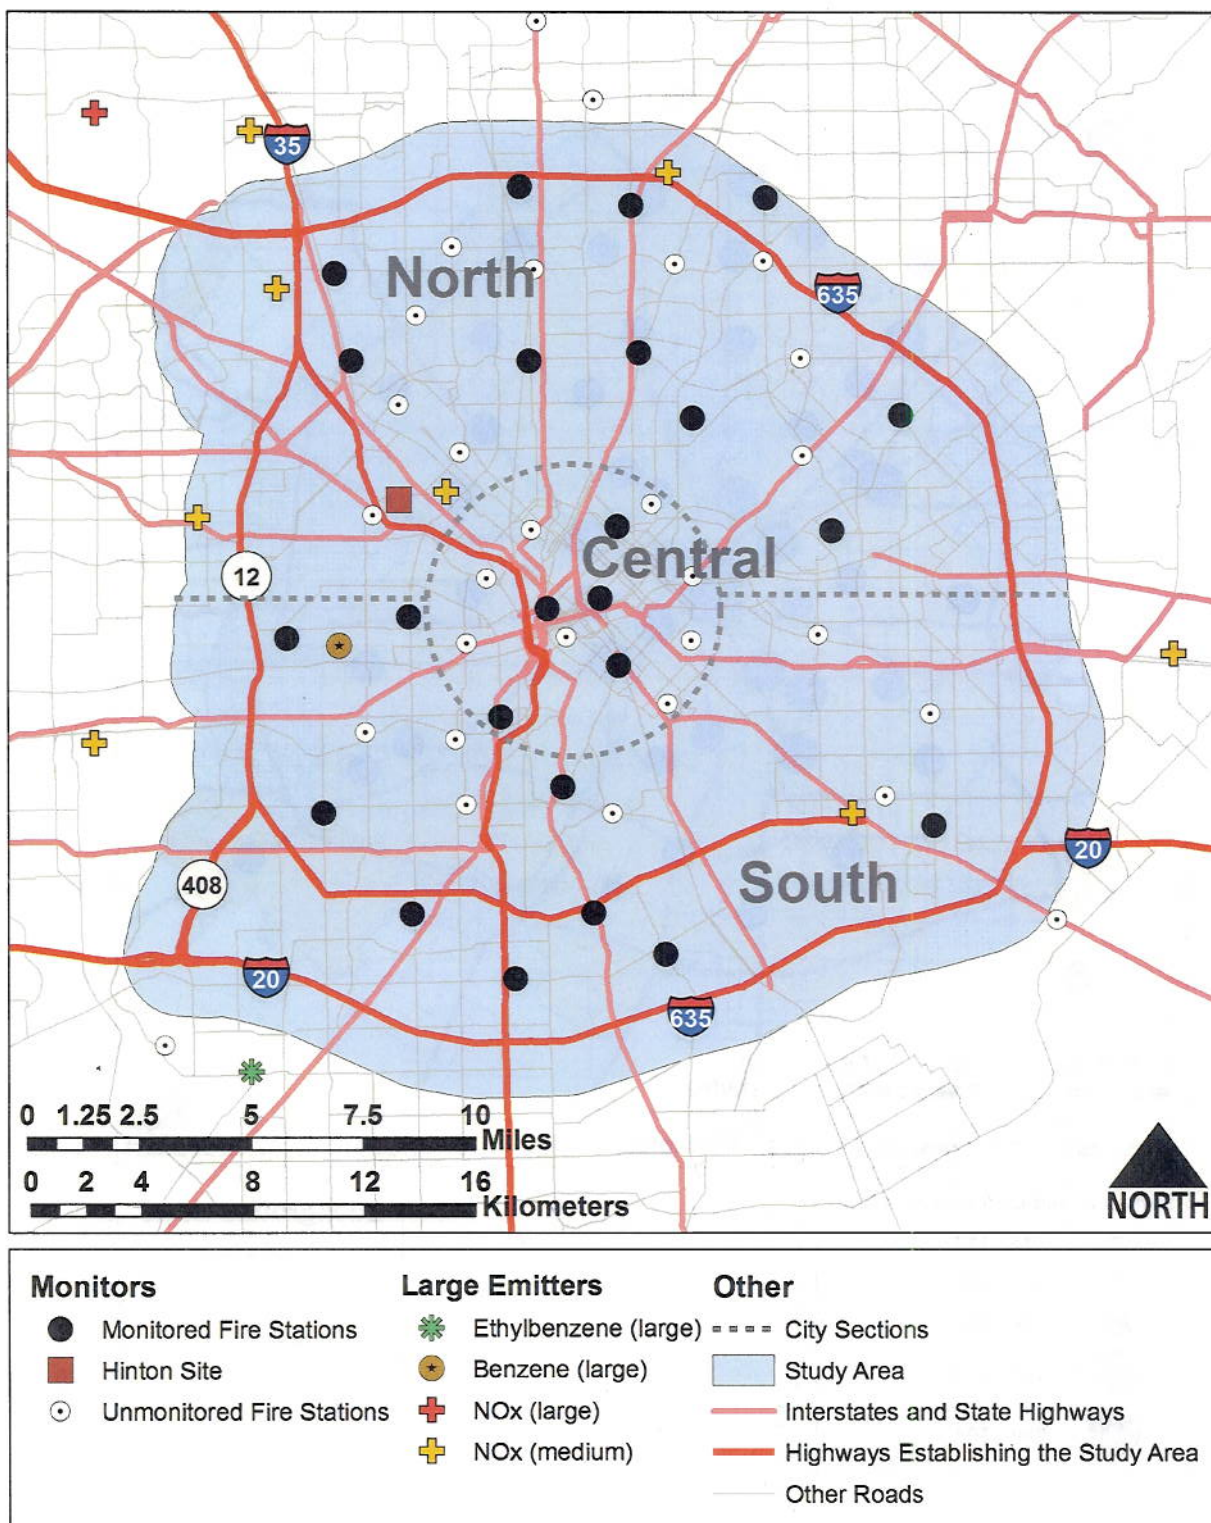 35
North
635
Central
12
South
20
408
20
635
0 1.25 2.5 5 7.5 10
Miles
0 2 4 8 12 16
Kilometers
NORTH
Monitors
Monitored Fire Stations
Hinton Site
Unmonitored Fire Stations
Large Emitters
Ethylbenzene (large)
Benzene (large)
NOx (large)
NOx (medium)
Other
City Sections
Study Area
Interstates and State Highways
Highways Establishing the Study Area
Other Roads